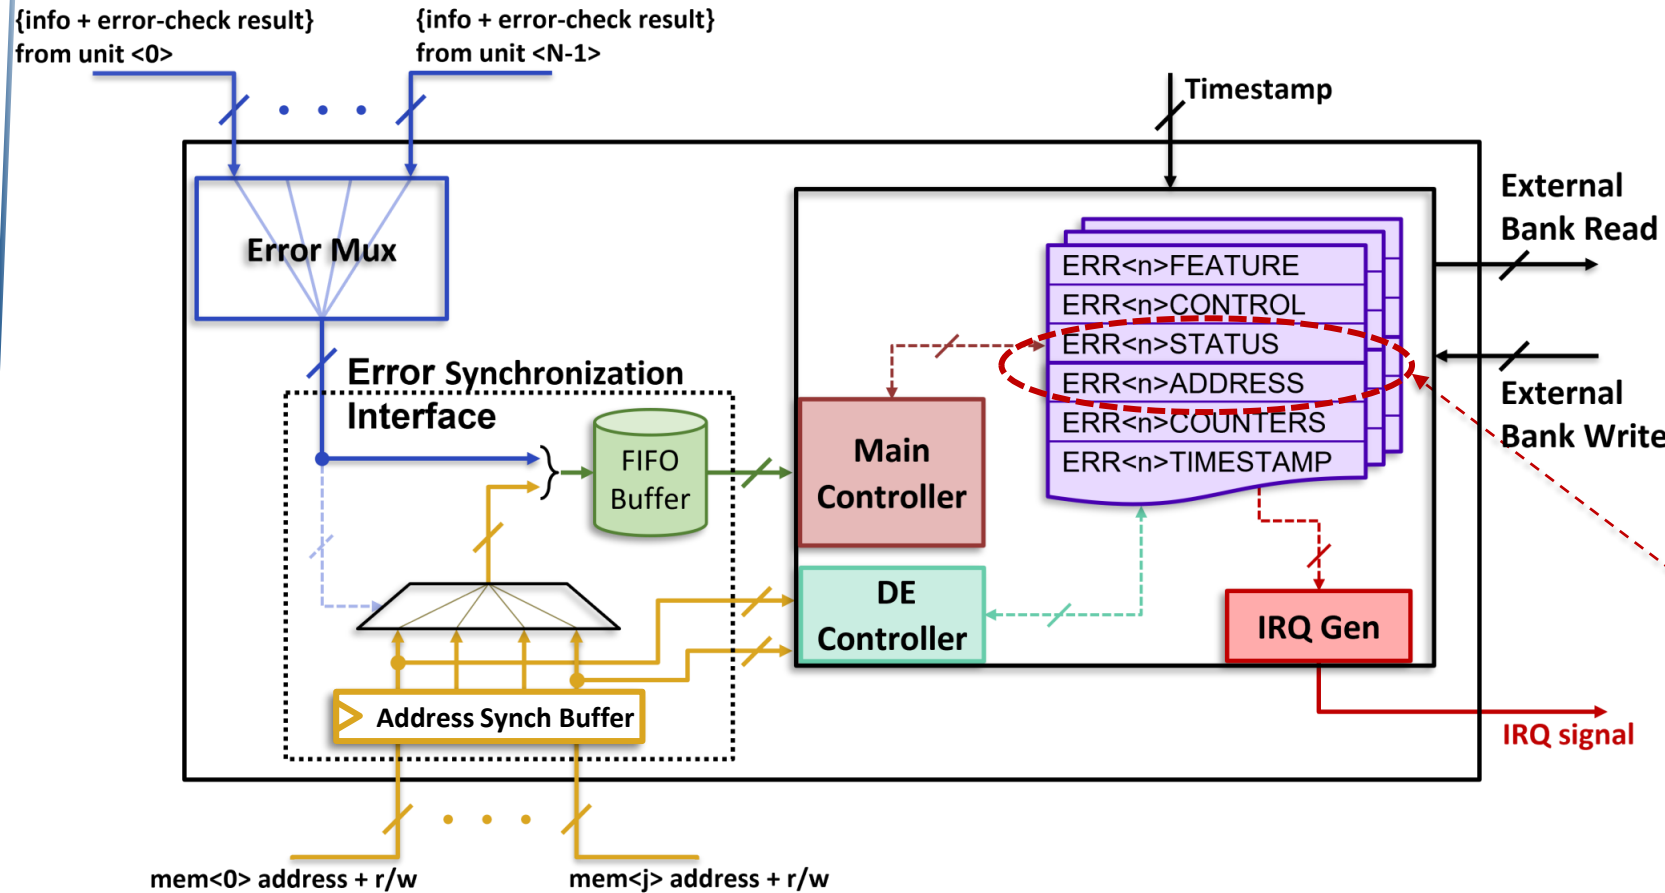 {info + error-check result}
from unit <0>
{info + error-check result}
from unit <N-1>
Timestamp
External
Bank Read
Error Mux
ERR<n>FEATURE
ERR<n>CONTROL
ERR<n>STATUS
ERR<n>ADDRESS
ERR<n>COUNTERS
ERR<n>TIMESTAMP
External
Bank Write
Error Synchronization
Interface
FIFO
Buffer
Main
Controller
DE
Controller
IRQ Gen
Address Synch Buffer
IRQ signal
mem<0> address + r/w
mem<j> address + r/w